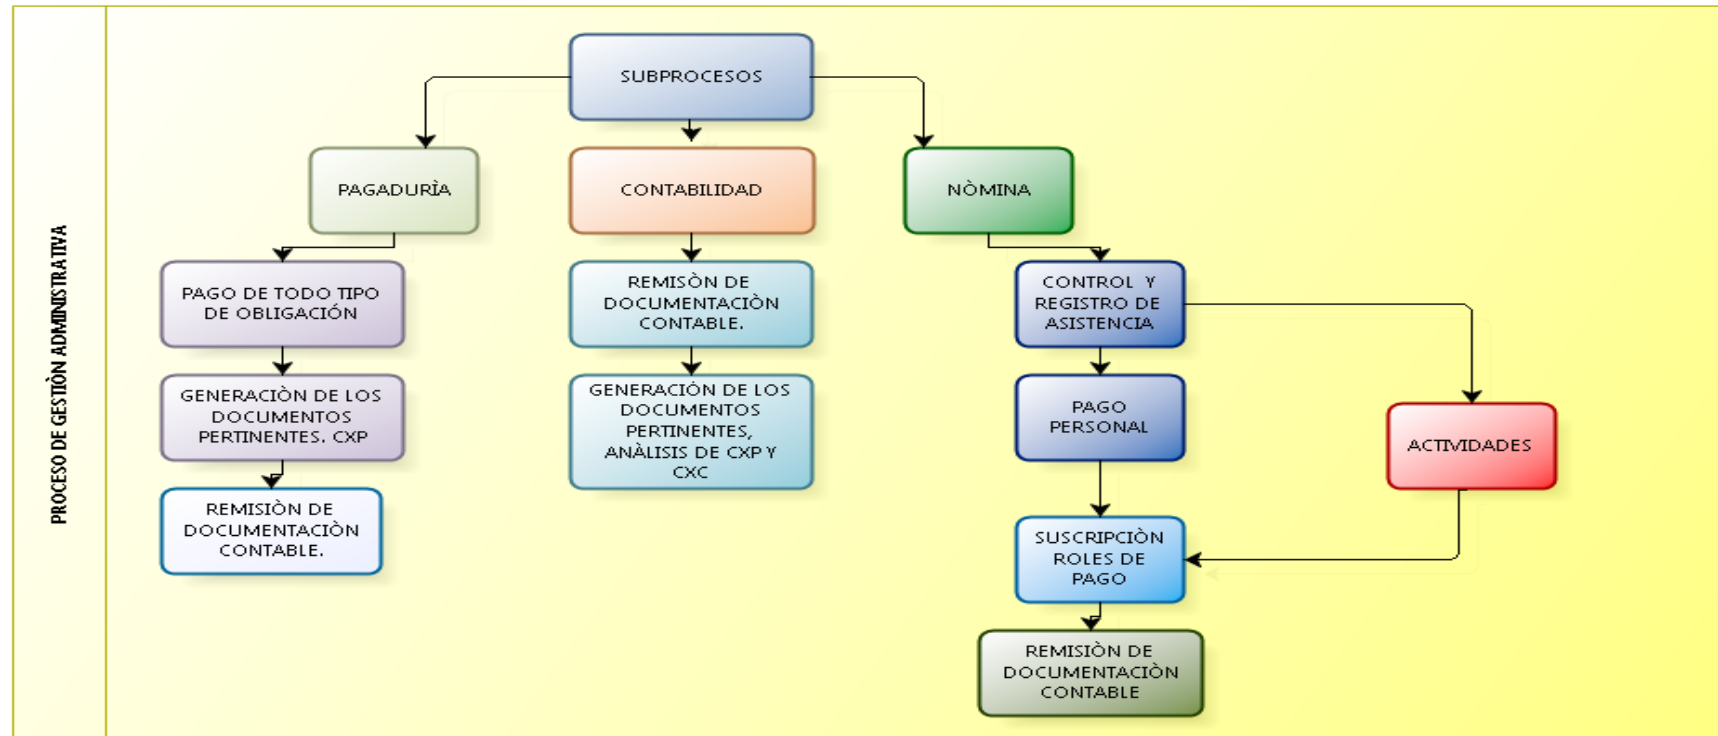 PROCESO DE GESTIÒN ADMINISTRATIVA
SUBPROCESOS
PAGADURÌA
CONTABILIDAD
NÒMINA
PAGO DE TODO TIPO
DE OBLIGACIÓN
GENERACIÒN DE LOS
DOCUMENTOS
PERTINENTES. CXP
REMISIÒN DE
DOCUMENTACIÒN
CONTABLE.
REMISÒN DE
DOCUMENTACIÒN
CONTABLE.
GENERACIÒN DE LOS
DOCUMENTOS
PERTINENTES,
ANÀLISIS DE CXP Y
CXC
CONTROL Y
REGISTRO DE
ASISTENCIA
PAGO
PERSONAL
ACTIVIDADES
SUSCRIPCIÒN
ROLES DE
PAGO
REMISIÒN DE
DOCUMENTACIÒN
CONTABLE